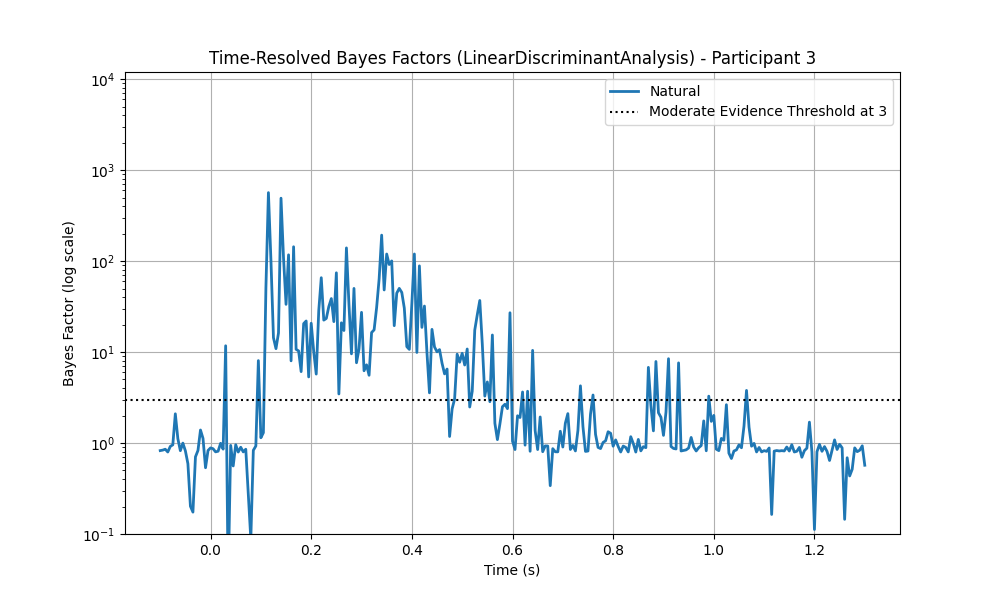 Time-Resolved Bayes Factors (LinearDiscriminantAnalysis) - Participant 3
Natural
Moderate Evidence Threshold at 3
Bayes Factor (log scale)
10⁴
10³
10²
10¹
10⁰
10⁻¹
0.0 0.2 0.4 0.6 0.8 1.0 1.2
Time (s)